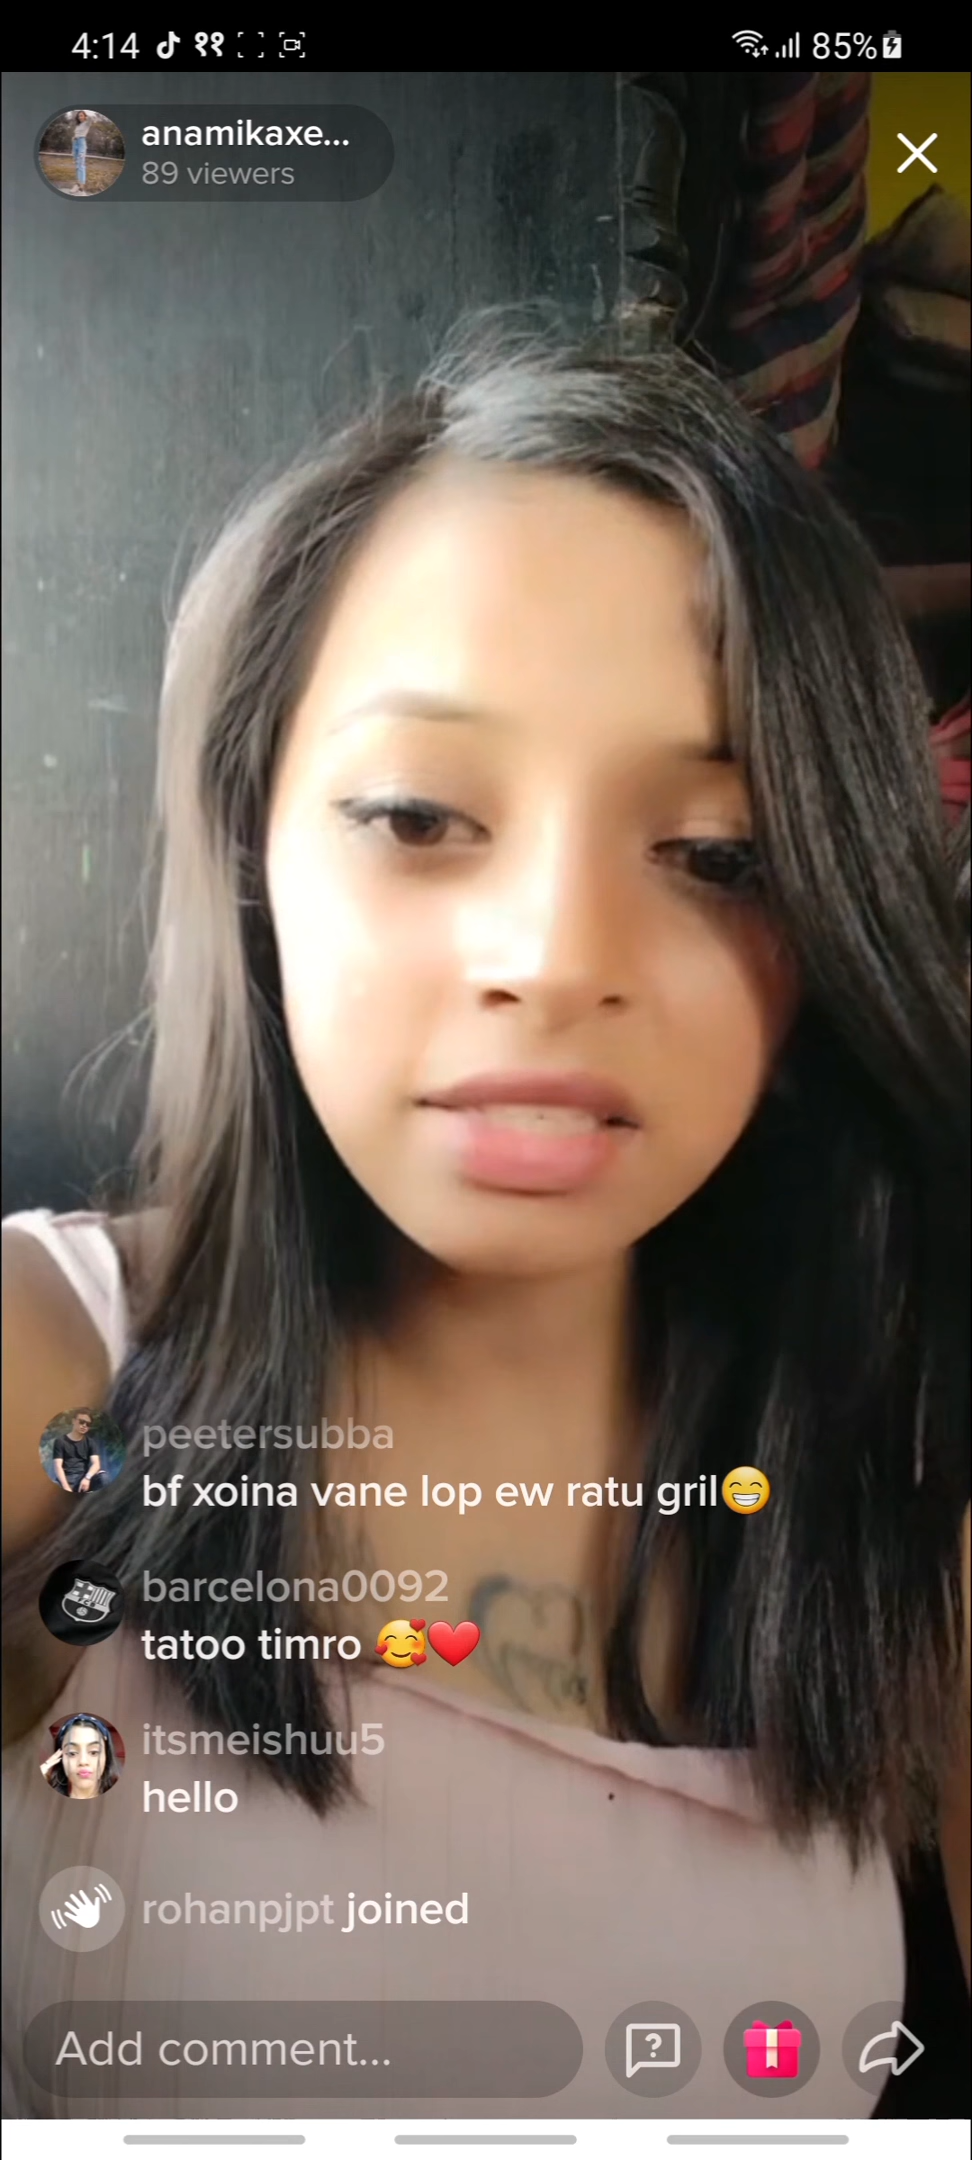 4:14 ११ 85%
anamikaxe...
89 viewers
peetersubba
bf xoina vane lop ew ratu gril😁
barcelona0092
tatoo timro 🥰❤️
itsmeishuu5
hello
rohanpjpt joined
Add comment...